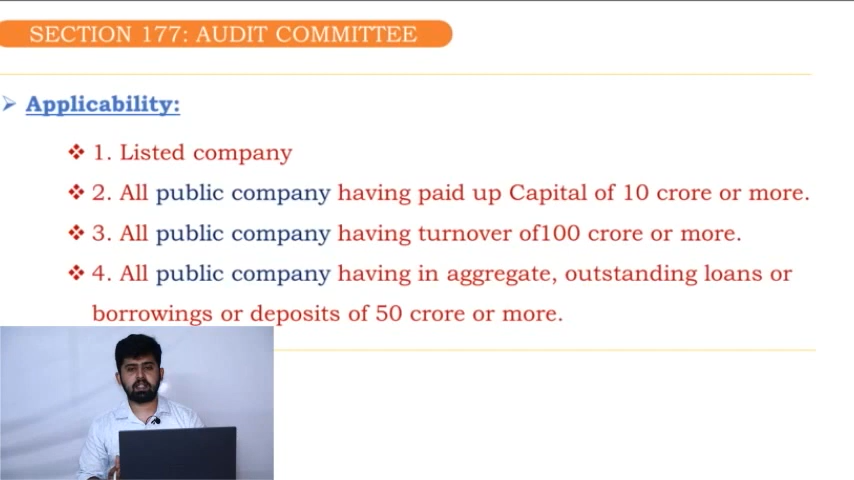 SECTION 177: AUDIT COMMITTEE
Applicability:
1. Listed company
2. All public company having paid up Capital of 10 crore or more.
3. All public company having turnover of100 crore or more.
4. All public company having in aggregate, outstanding loans or
borrowings or deposits of 50 crore or more.